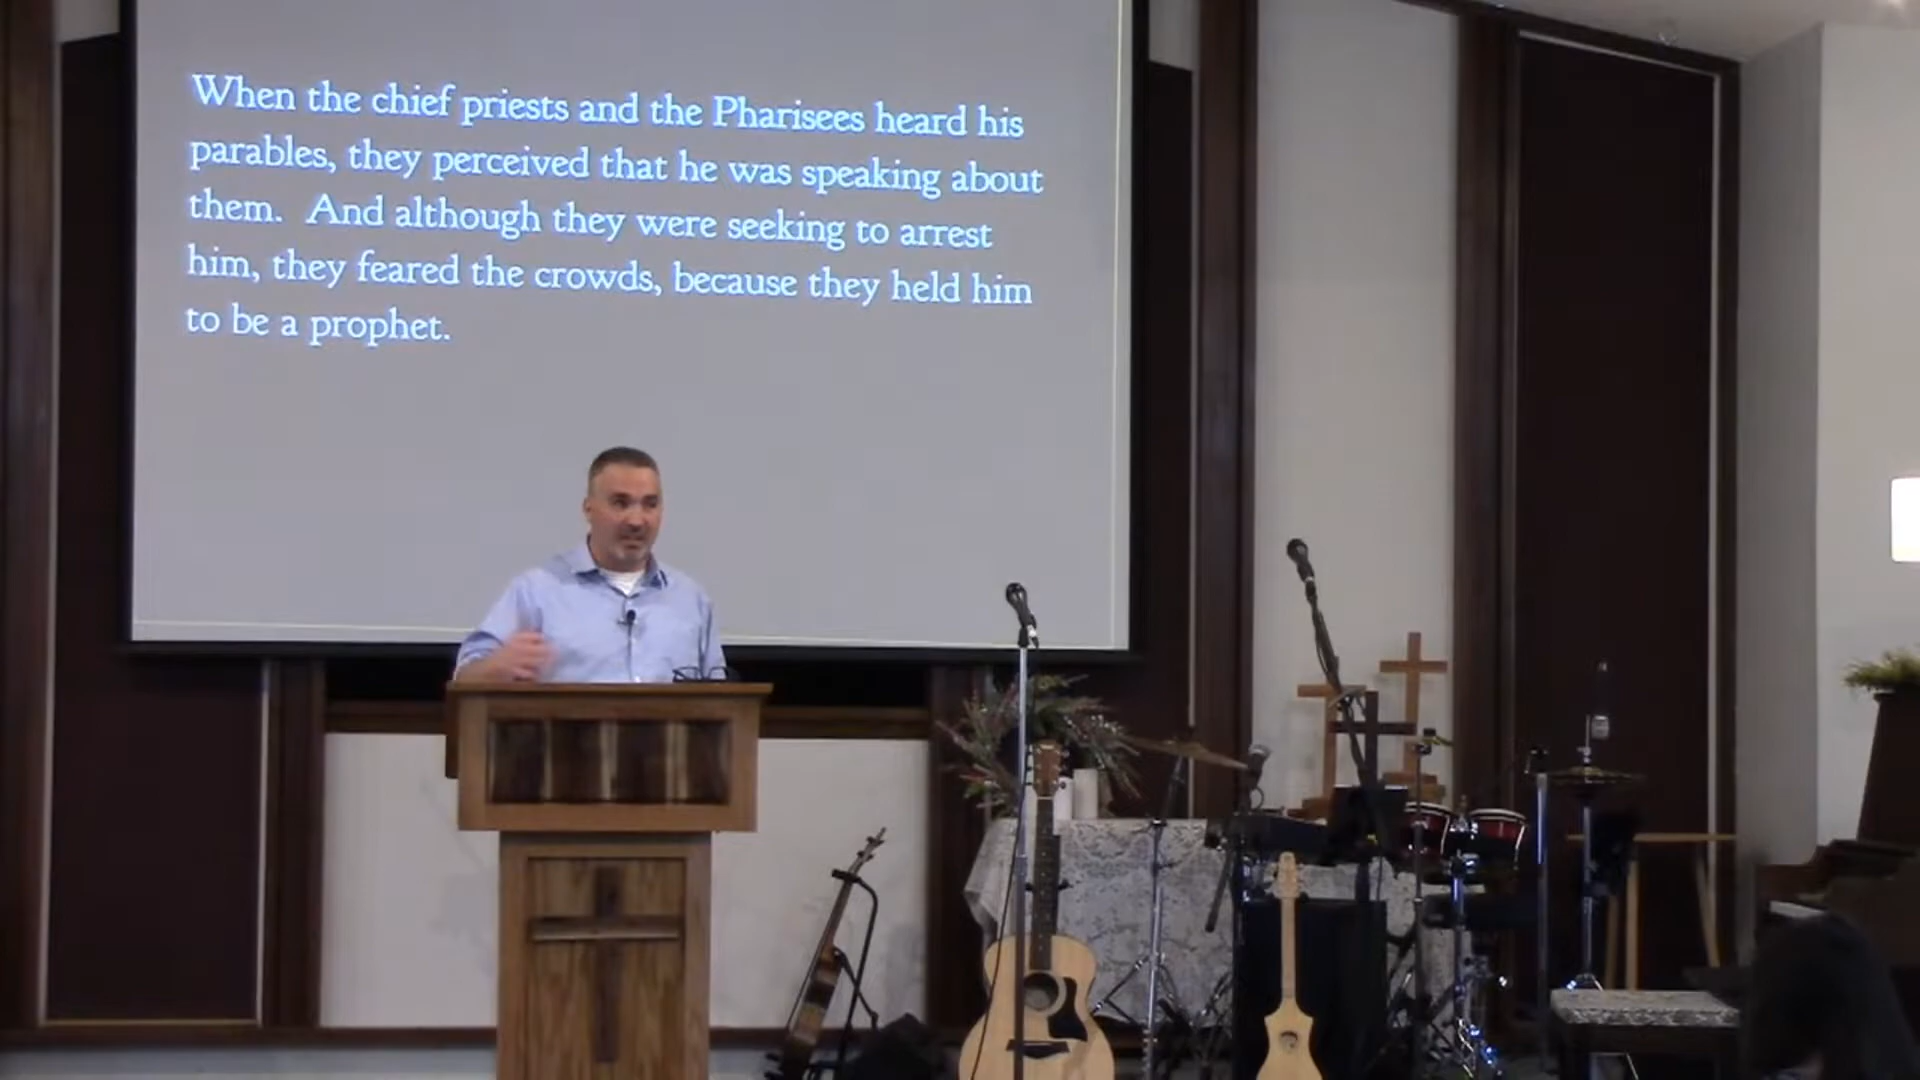 When the chief priests and the Pharisees heard his
parables, they perceived that he was speaking about
them.  And although they were seeking to arrest
him, they feared the crowds, because they held him
to be a prophet.